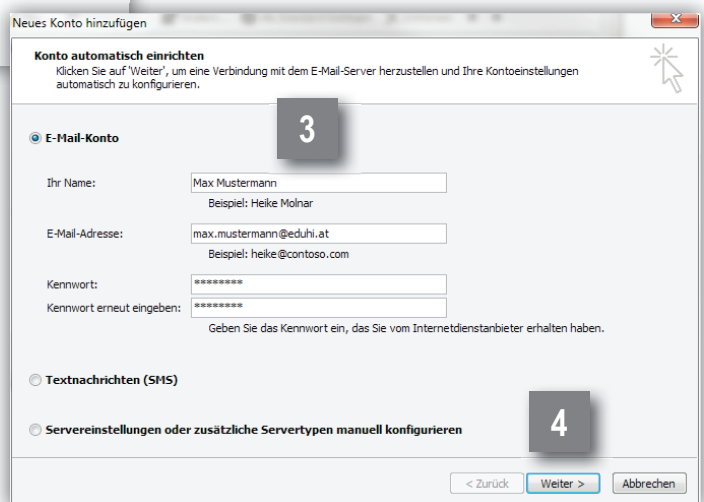 Neues Konto hinzufügen
Konto automatisch einrichten
Klicken Sie auf 'Weiter', um eine Verbindung mit dem E-Mail-Server herzustellen und Ihre Kontoeinstellungen
automatisch zu konfigurieren.
3
E-Mail-Konto
Ihr Name: Max Mustermann
Beispiel: Heike Molnar
E-Mail-Adresse: max.mustermann@eduhi.at
Beispiel: heike@contoso.com
Kennwort: ********
Kennwort erneut eingeben: ********
Geben Sie das Kennwort ein, das Sie vom Internetdienstanbieter erhalten haben.
Textnachrichten (SMS)
Servereinstellungen oder zusätzliche Servertypen manuell konfigurieren
4
< Zurück Weiter > Abbrechen